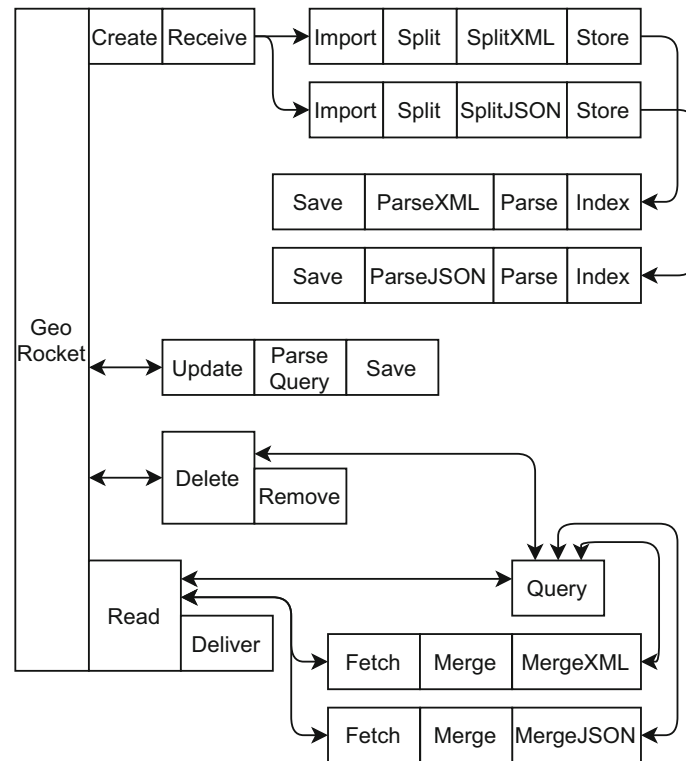 Create Receive Import Split SplitXML Store
Import Split SplitJSON Store
Save ParseXML Parse Index
Save ParseJSON Parse Index
Geo
Rocket
Update Parse
Query Save
Delete
Remove
Query
Read
Deliver
Fetch Merge MergeXML
Fetch Merge MergeJSON